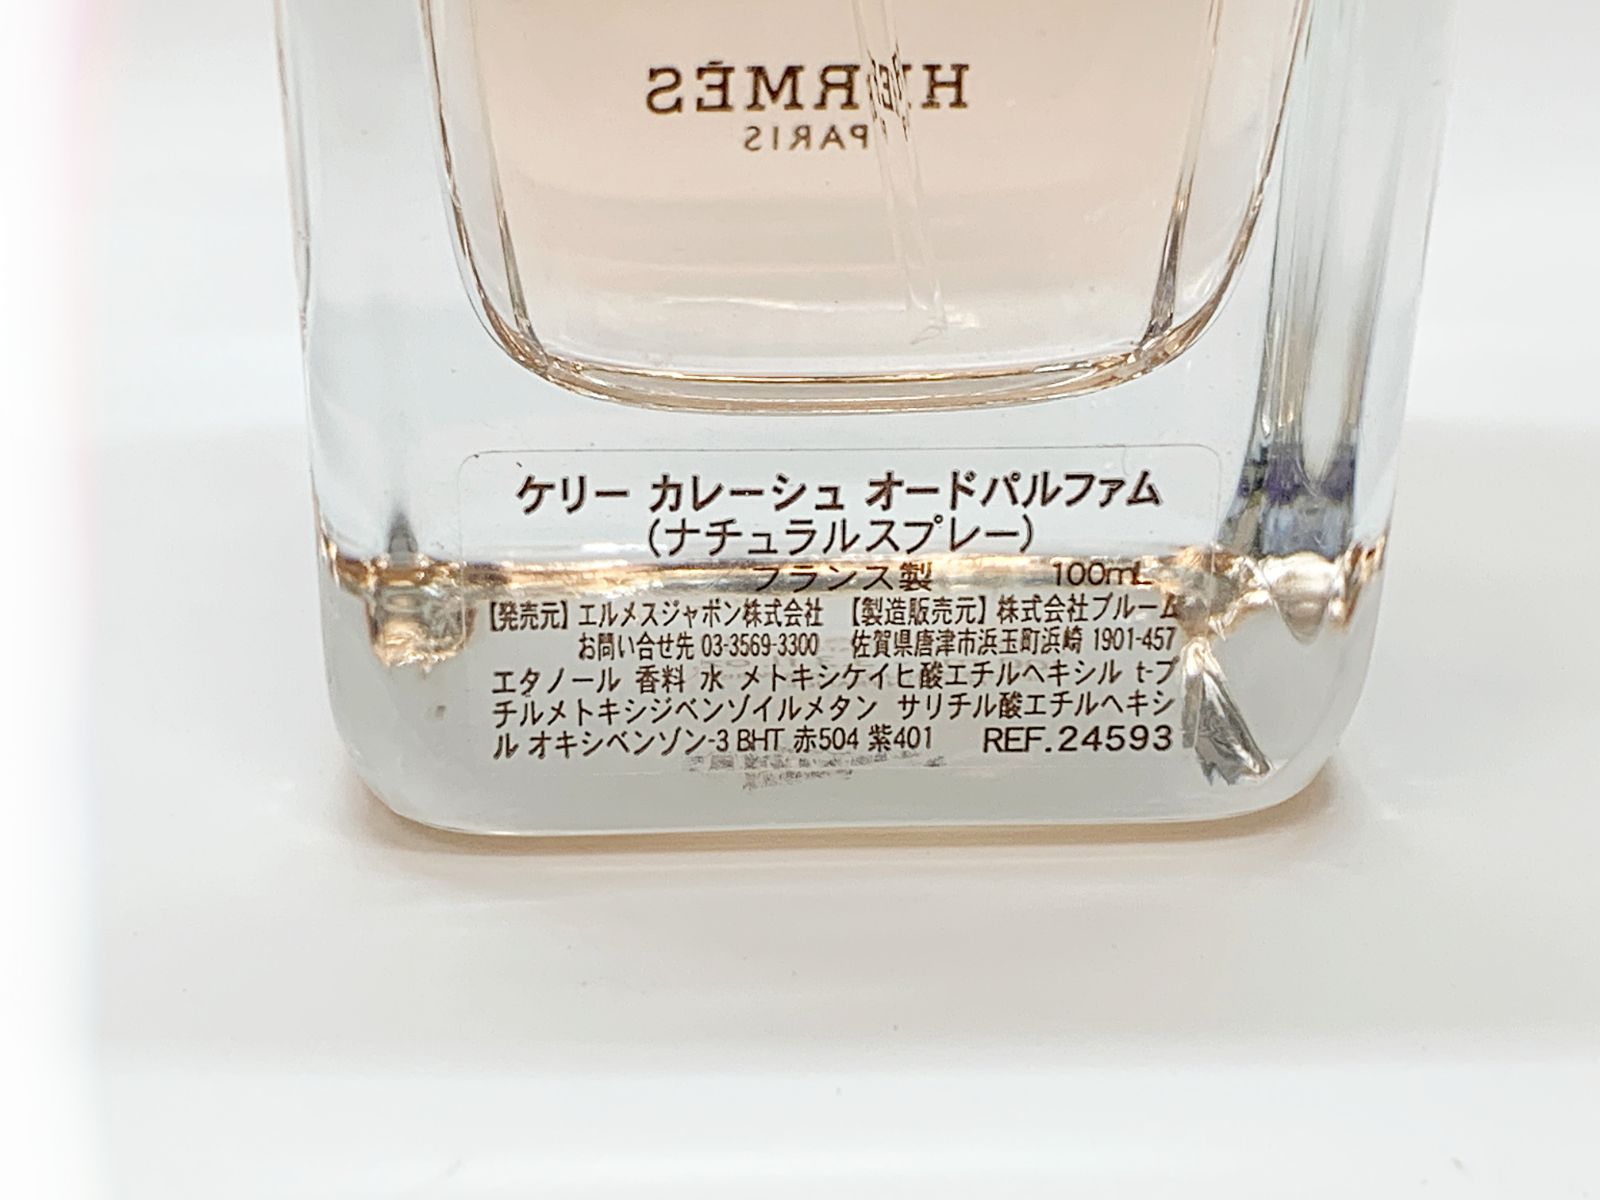 HERMÈS
PARIS
ケリー カレーシュ オードパルファム
(ナチュラルスプレー)
フランス製 100mL
【発売元】エルメスジャポン株式会社 【製造販売元】株式会社ブルーム
お問い合せ先 03-3569-3300 佐賀県唐津市浜玉町浜崎 1901-457
エタノール 香料 水 メトキシケイヒ酸エチルヘキシル t-ブ
チルメトキシジベンゾイルメタン サリチル酸エチルヘキシ
ル オキシベンゾン-3 BHT 赤504 紫401 REF.24593